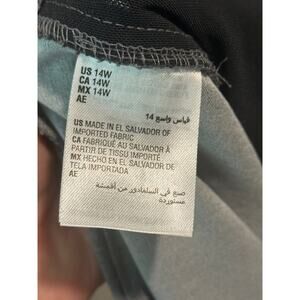 US 14W
CA 14W
MX 14W
AE
قياس واسع 14
US MADE IN EL SALVADOR OF
IMPORTED FABRIC
CA FABRIQUÉ AU SALVADOR À
PARTIR DE TISSU IMPORTÉ
MX HECHO EN EL SALVADOR DE
TELA IMPORTADA
AE
صنع في السلفادور من أقمشة
مستوردة